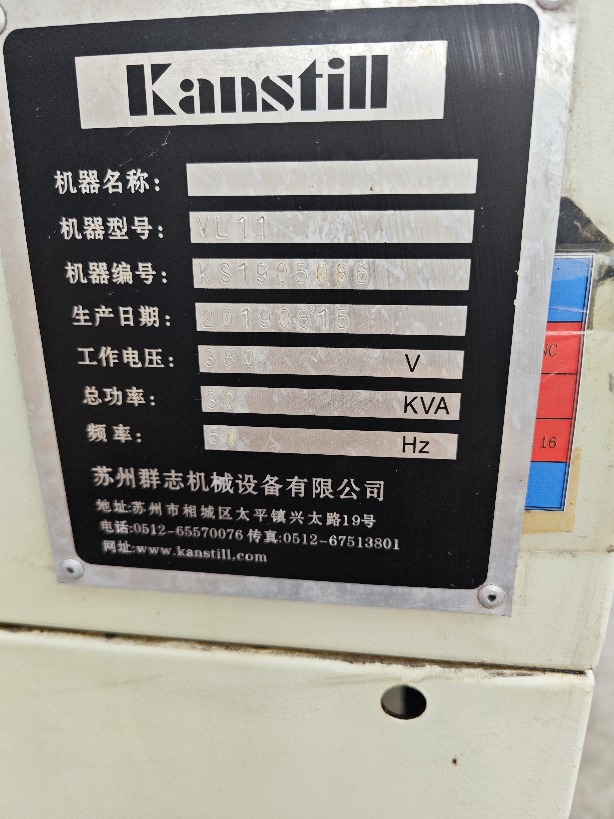 Kanstill
机器名称:
机器型号: VL11
机器编号: KS1905086
生产日期: 20190815
工作电压: 380 V
总功率: 30 KVA
频率: 50 Hz
苏州群志机械设备有限公司
地址:苏州市相城区太平镇兴太路19号
电话:0512-65570076 传真:0512-67513801
网址:www.kanstill.com
NC
16